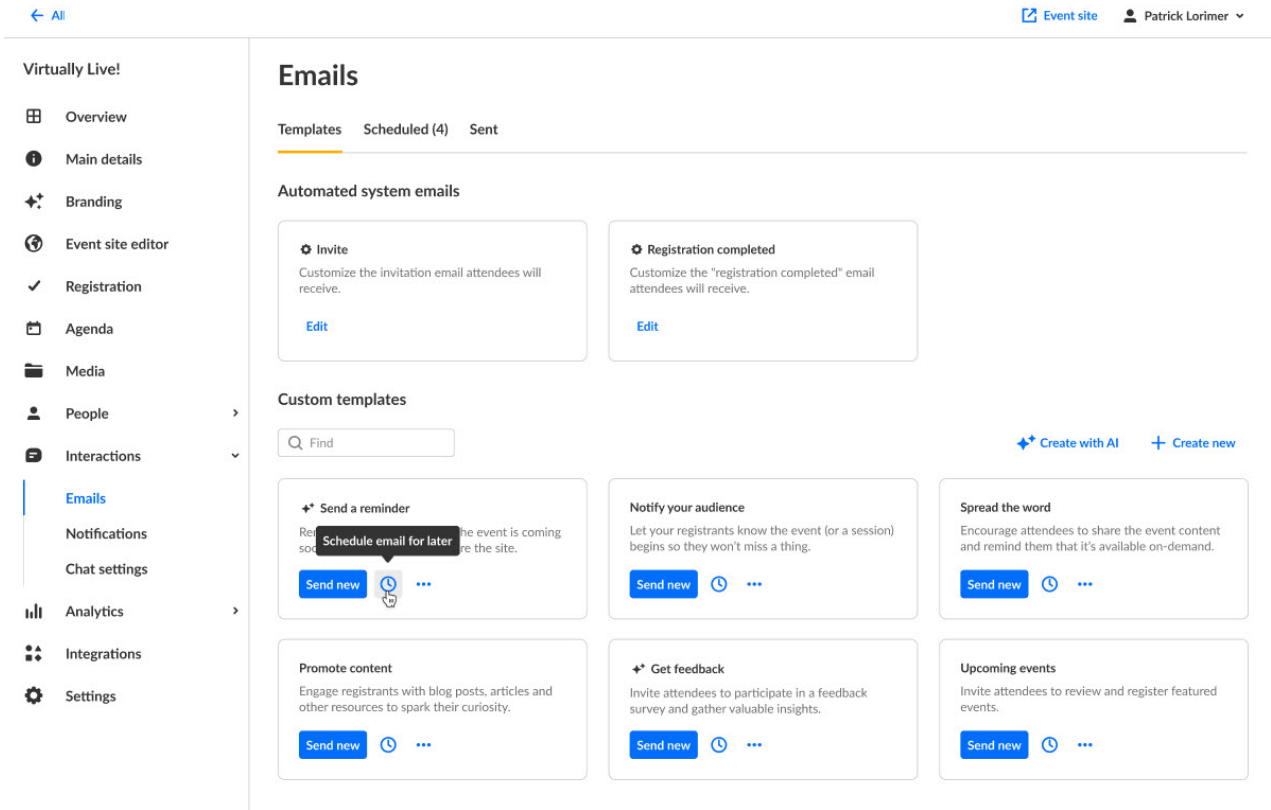 All
Event site
Patrick Lorimer
Virtually Live!
Overview
Main details
Branding
Event site editor
Registration
Agenda
Media
People
Interactions
Emails
Notifications
Chat settings
Analytics
Integrations
Settings
Emails
Templates Scheduled (4) Sent
Automated system emails
Invite
Customize the invitation email attendees will
receive.
Edit
Registration completed
Customize the "registration completed" email
attendees will receive.
Edit
Custom templates
Find
Create with AI
Create new
Send a reminder
the event is coming
re the site.
Schedule email for later
Send new
Notify your audience
Let your registrants know the event (or a session)
begins so they won't miss a thing.
Send new
Spread the word
Encourage attendees to share the event content
and remind them that it's available on-demand.
Send new
Promote content
Engage registrants with blog posts, articles and
other resources to spark their curiosity.
Send new
Get feedback
Invite attendees to participate in a feedback
survey and gather valuable insights.
Send new
Upcoming events
Invite attendees to review and register featured
events.
Send new